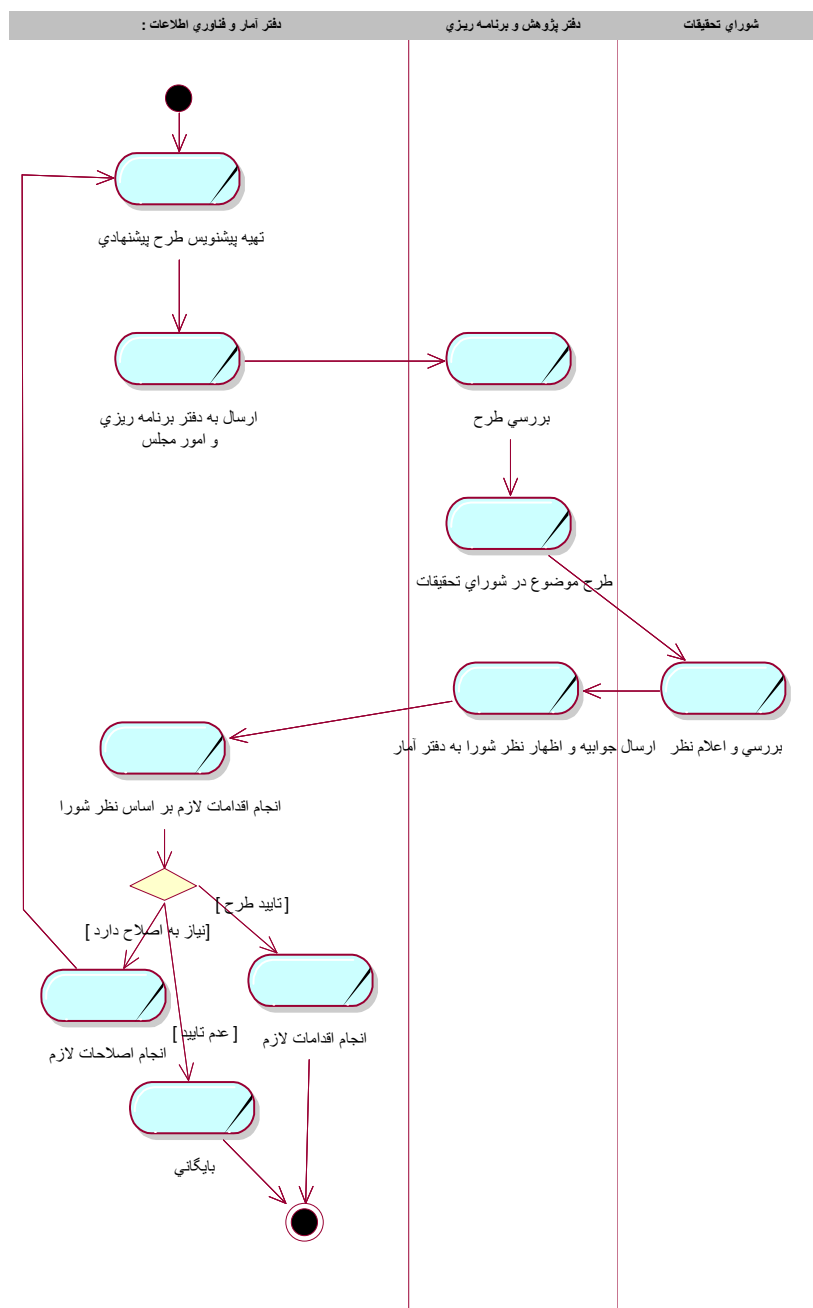 شوراي تحقيقات
دفتر پژوهش و برنامه ريزي
دفتر آمار و فناوري اطلاعات :
تهيه پيشنويس طرح پيشنهادي
ارسال به دفتر برنامه ريزي
و امور مجلس
بررسي طرح
طرح موضوع در شوراي تحقيقات
بررسي و اعلام نظر
ارسال جوابيه و اظهار نظر شورا به دفتر آمار
انجام اقدامات لازم بر اساس نظر شورا
[ تاييد طرح ]
[ نياز به اصلاح دارد ]
[ عدم تاييد ]
انجام اقدامات لازم
انجام اصلاحات لازم
بايگاني